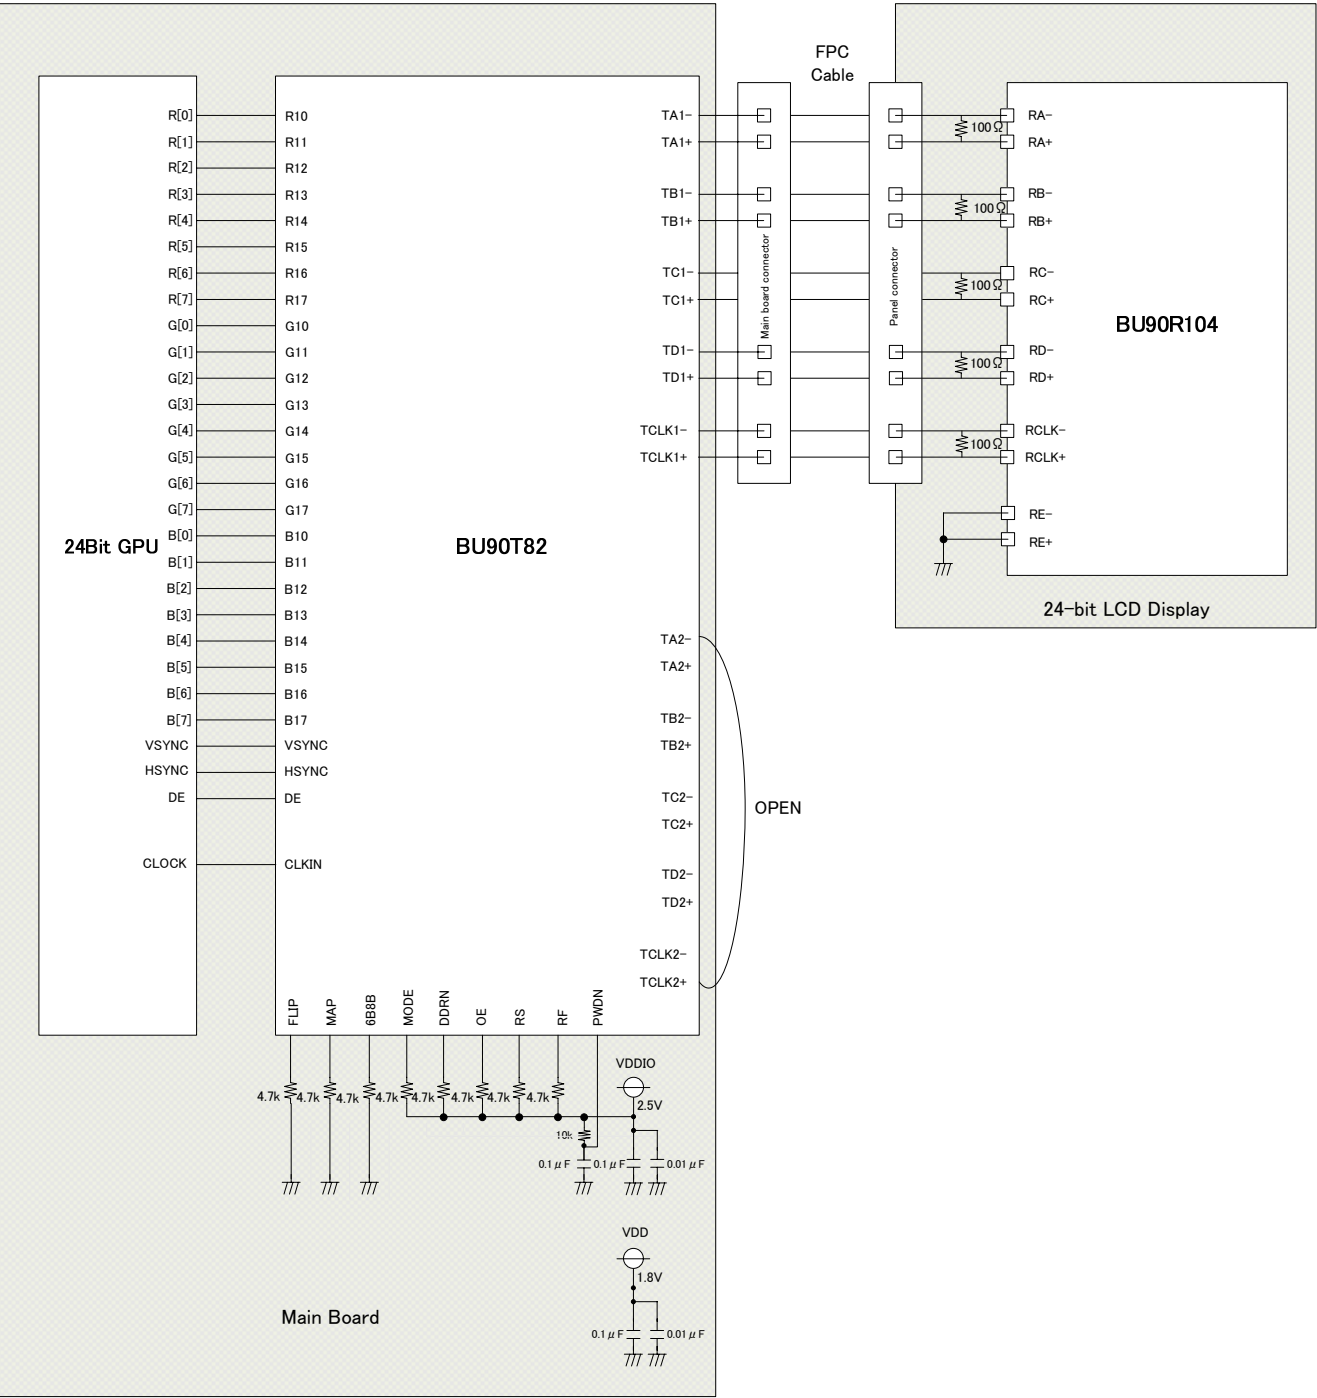 FPC
Cable
R[0] R10 TA1- 100Ω RA-
R[1] R11 TA1+ RA+
R[2] R12
R[3] R13 TB1- 100Ω RB-
R[4] R14 TB1+ RB+
R[5] R15
R[6] R16 TC1- 100Ω RC-
R[7] R17 TC1+ RC+
Main board connector
Panel connector
G[0] G10
BU90R104
G[1] G11 TD1- 100Ω RD-
G[2] G12 TD1+ RD+
G[3] G13
G[4] G14 TCLK1- 100Ω RCLK-
G[5] G15 TCLK1+ RCLK+
G[6] G16
G[7] G17 RE-
B[0] B10 RE+
24Bit GPU
BU90T82
B[1] B11
B[2] B12
24-bit LCD Display
B[3] B13
B[4] B14 TA2-
B[5] B15 TA2+
B[6] B16
B[7] B17 TB2-
VSYNC VSYNC TB2+
HSYNC HSYNC
DE DE TC2-
OPEN
TC2+
CLOCK CLKIN TD2-
TD2+
TCLK2-
TCLK2+
FLIP MAP 6B8B MODE DDRN OE RS RF PWDN
VDDIO
4.7k 4.7k 4.7k 4.7k 4.7k 4.7k 4.7k 4.7k
2.5V
10k
0.1μF 0.1μF 0.01μF
VDD
1.8V
Main Board
0.1μF 0.01μF